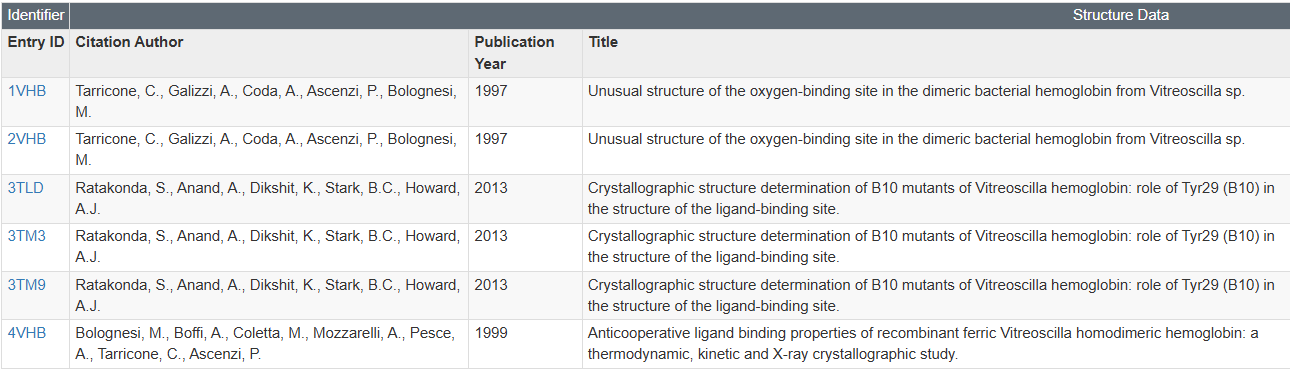 Identifier Structure Data
Entry ID Citation Author Publication Year Title
1VHB Tarricone, C., Galizzi, A., Coda, A., Ascenzi, P., Bolognesi, M. 1997 Unusual structure of the oxygen-binding site in the dimeric bacterial hemoglobin from Vitreoscilla sp.
2VHB Tarricone, C., Galizzi, A., Coda, A., Ascenzi, P., Bolognesi, M. 1997 Unusual structure of the oxygen-binding site in the dimeric bacterial hemoglobin from Vitreoscilla sp.
3TLD Ratakonda, S., Anand, A., Dikshit, K., Stark, B.C., Howard, A.J. 2013 Crystallographic structure determination of B10 mutants of Vitreoscilla hemoglobin: role of Tyr29 (B10) in the structure of the ligand-binding site.
3TM3 Ratakonda, S., Anand, A., Dikshit, K., Stark, B.C., Howard, A.J. 2013 Crystallographic structure determination of B10 mutants of Vitreoscilla hemoglobin: role of Tyr29 (B10) in the structure of the ligand-binding site.
3TM9 Ratakonda, S., Anand, A., Dikshit, K., Stark, B.C., Howard, A.J. 2013 Crystallographic structure determination of B10 mutants of Vitreoscilla hemoglobin: role of Tyr29 (B10) in the structure of the ligand-binding site.
4VHB Bolognesi, M., Boffi, A., Coletta, M., Mozzarelli, A., Pesce, A., Tarricone, C., Ascenzi, P. 1999 Anticooperative ligand binding properties of recombinant ferric Vitreoscilla homodimeric hemoglobin: a thermodynamic, kinetic and X-ray crystallographic study.